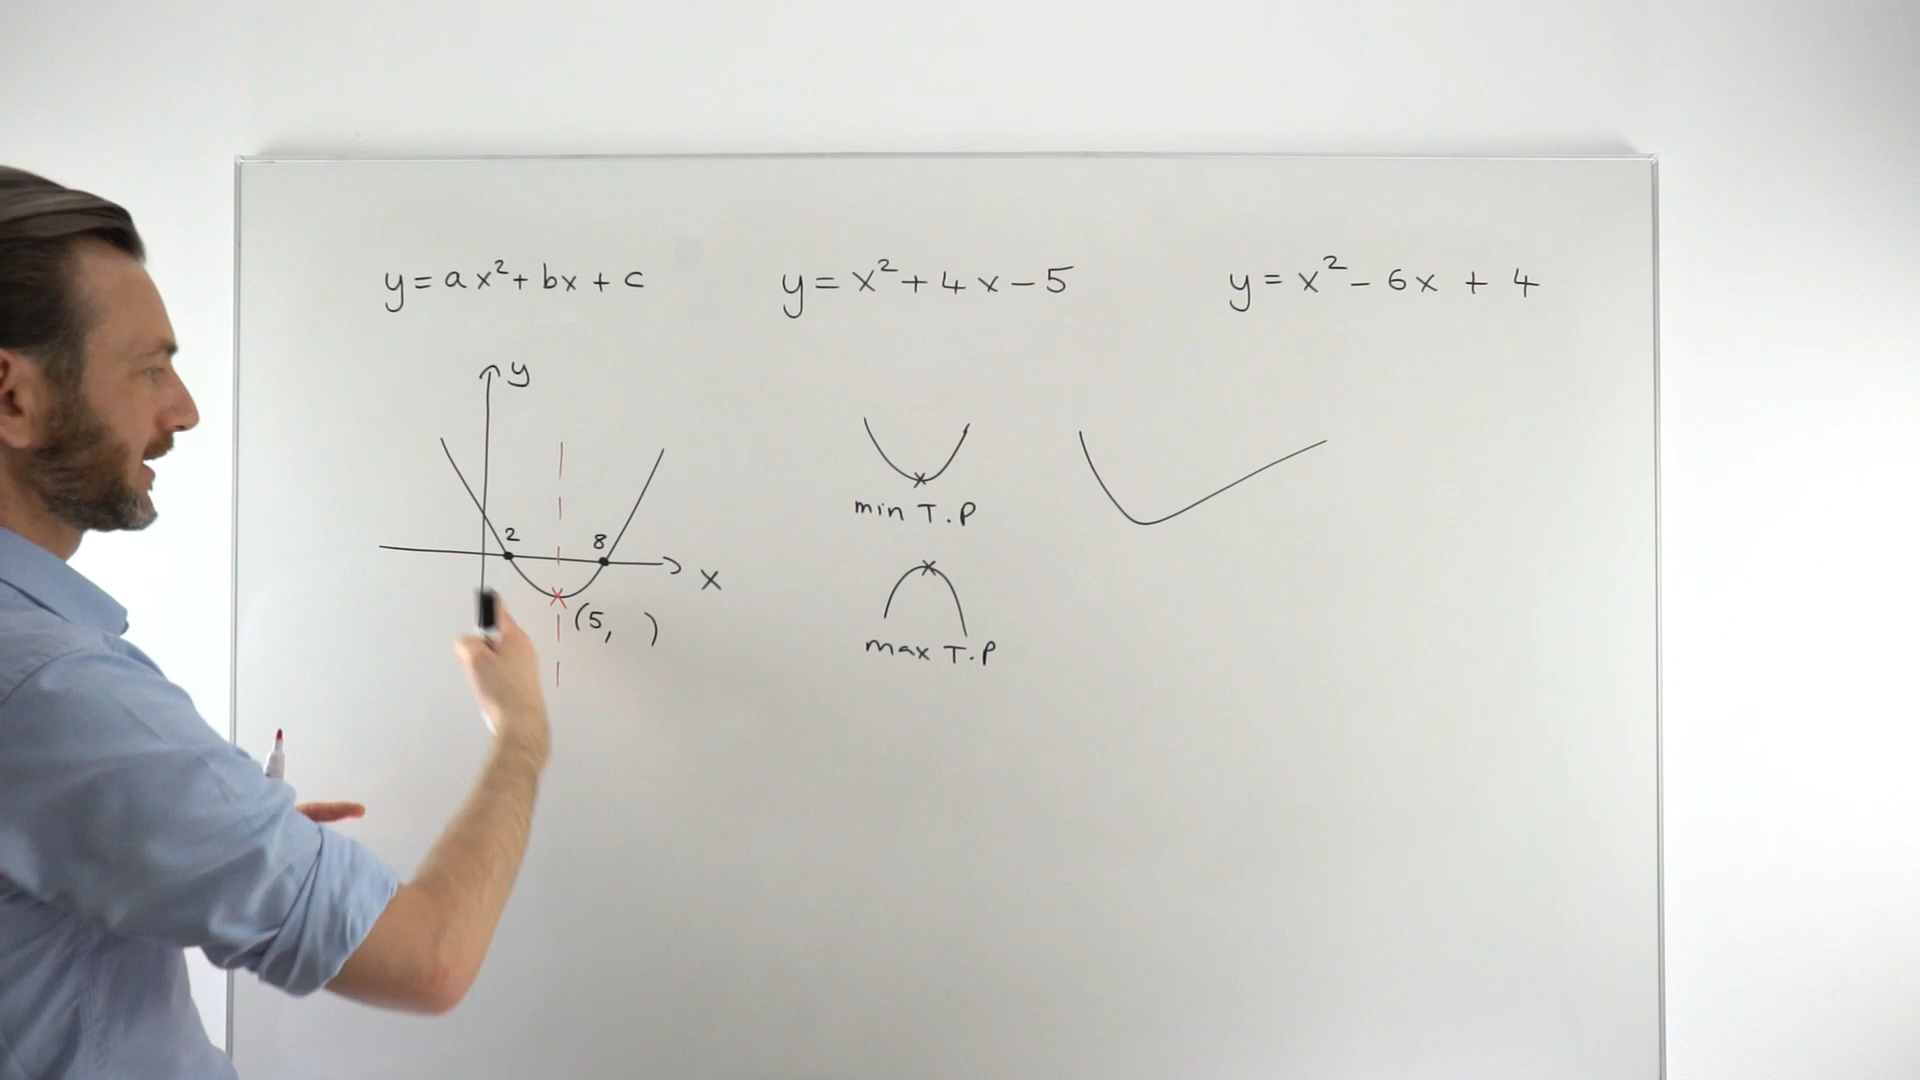 y = ax² + bx + c
y = x² + 4x - 5
y = x² - 6x + 4
y
2
8
x
(5, )
min T.P
max T.P